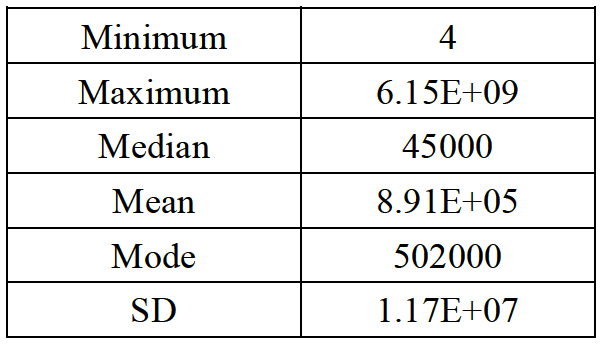 Minimum 4
Maximum 6.15E+09
Median 45000
Mean 8.91E+05
Mode 502000
SD 1.17E+07